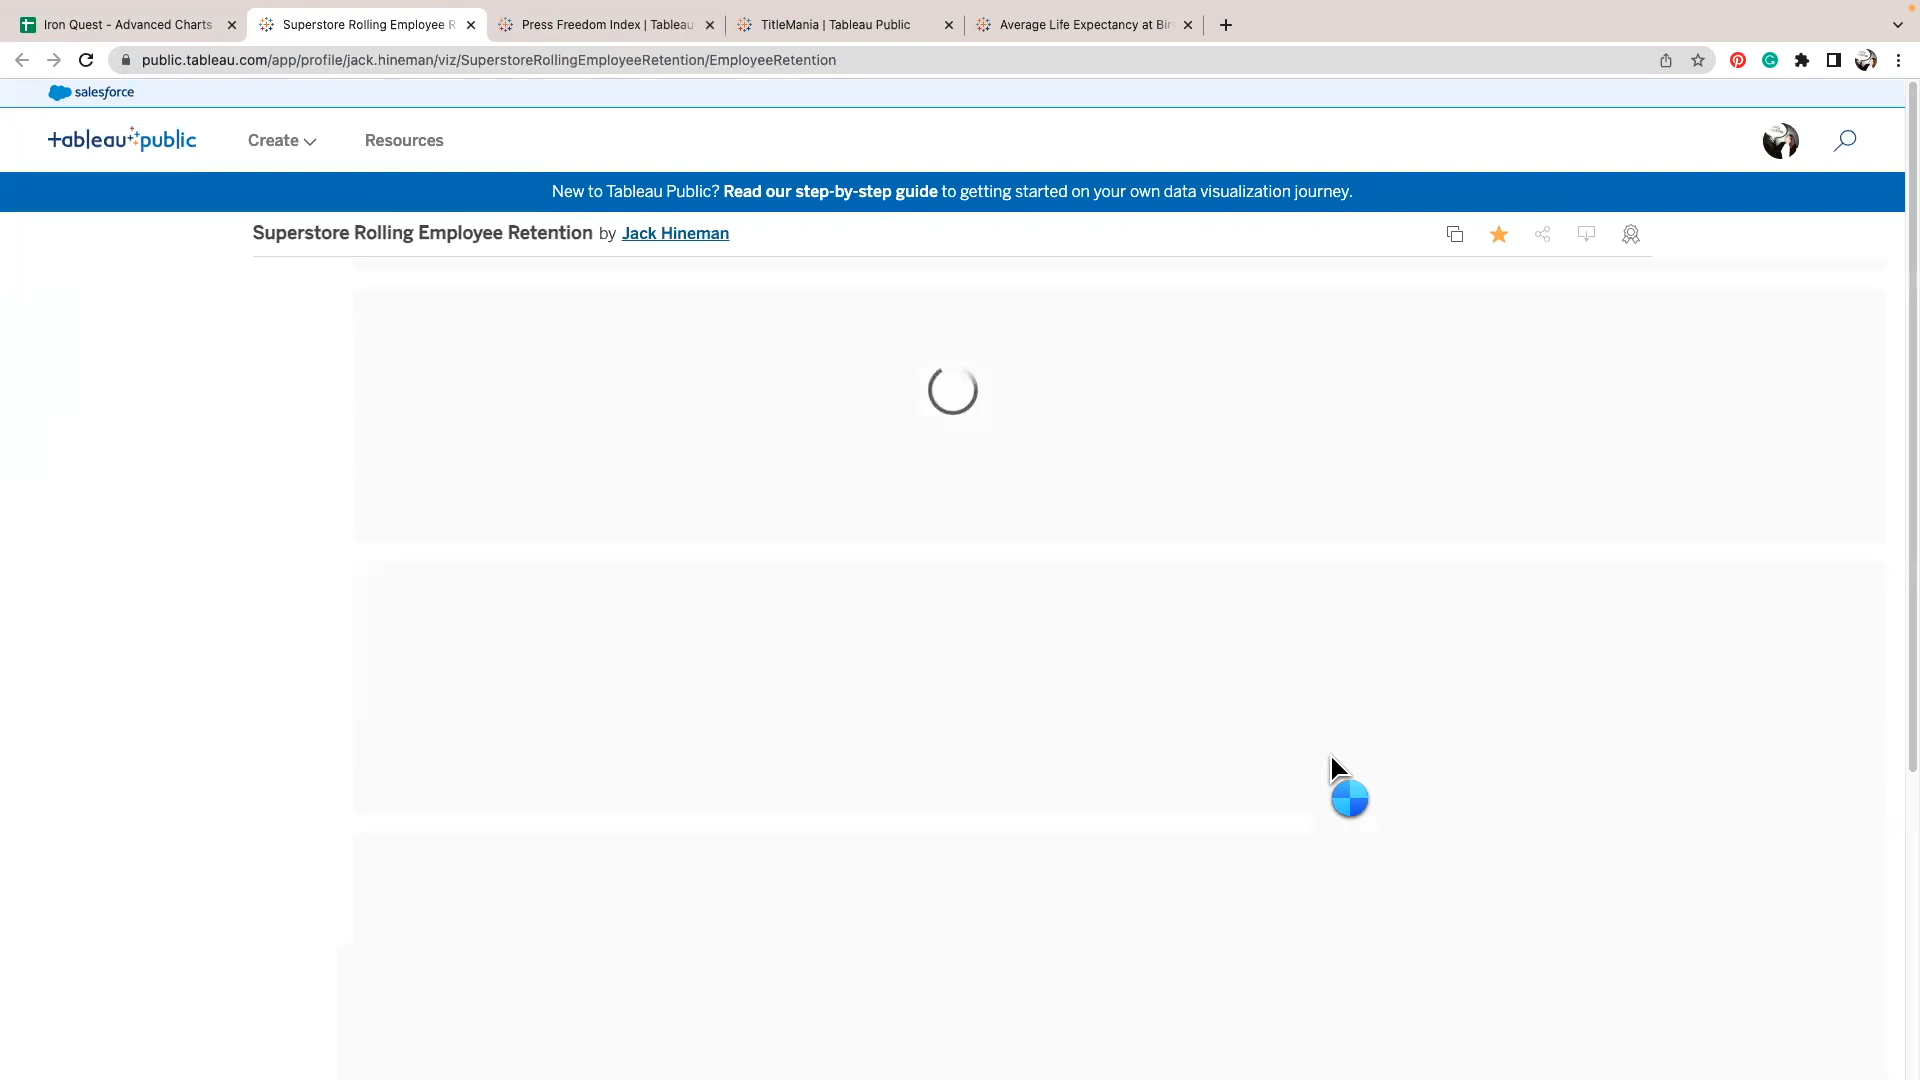 Iron Quest - Advanced Charts
Superstore Rolling Employee R
Press Freedom Index | Tableau
TitleMania | Tableau Public
Average Life Expectancy at Bir
public.tableau.com/app/profile/jack.hineman/viz/SuperstoreRollingEmployeeRetention/EmployeeRetention
salesforce
+ableau public
Create
Resources
New to Tableau Public? Read our step-by-step guide to getting started on your own data visualization journey.
Superstore Rolling Employee Retention by Jack Hineman